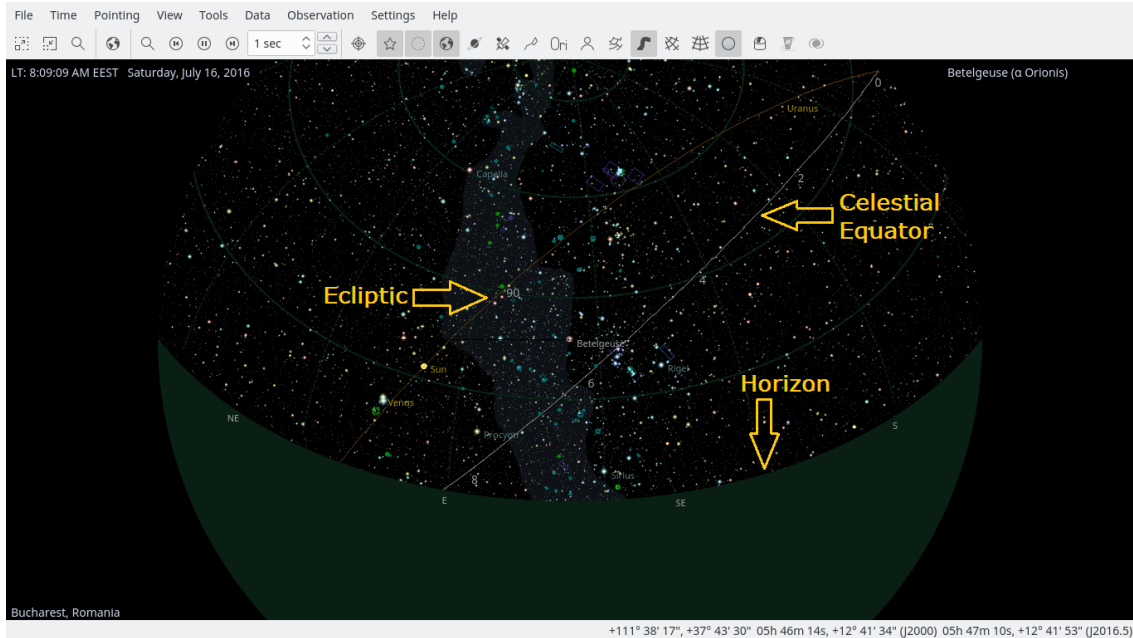 File Time Pointing View Tools Data Observation Settings Help
1 sec Ori
LT: 8:09:09 AM EEST Saturday, July 16, 2016
Betelgeuse (α Orionis)
0
Uranus
Capella
2
Celestial
Equator
4
Ecliptic
90
Betelgeuse
Rigel
Sun
6
Horizon
Venus
NE
S
Procyon
Sirius
8
E
SE
Bucharest, Romania
+111° 38' 17", +37° 43' 30" 05h 46m 14s, +12° 41' 34" (J2000) 05h 47m 10s, +12° 41' 53" (J2016.5)